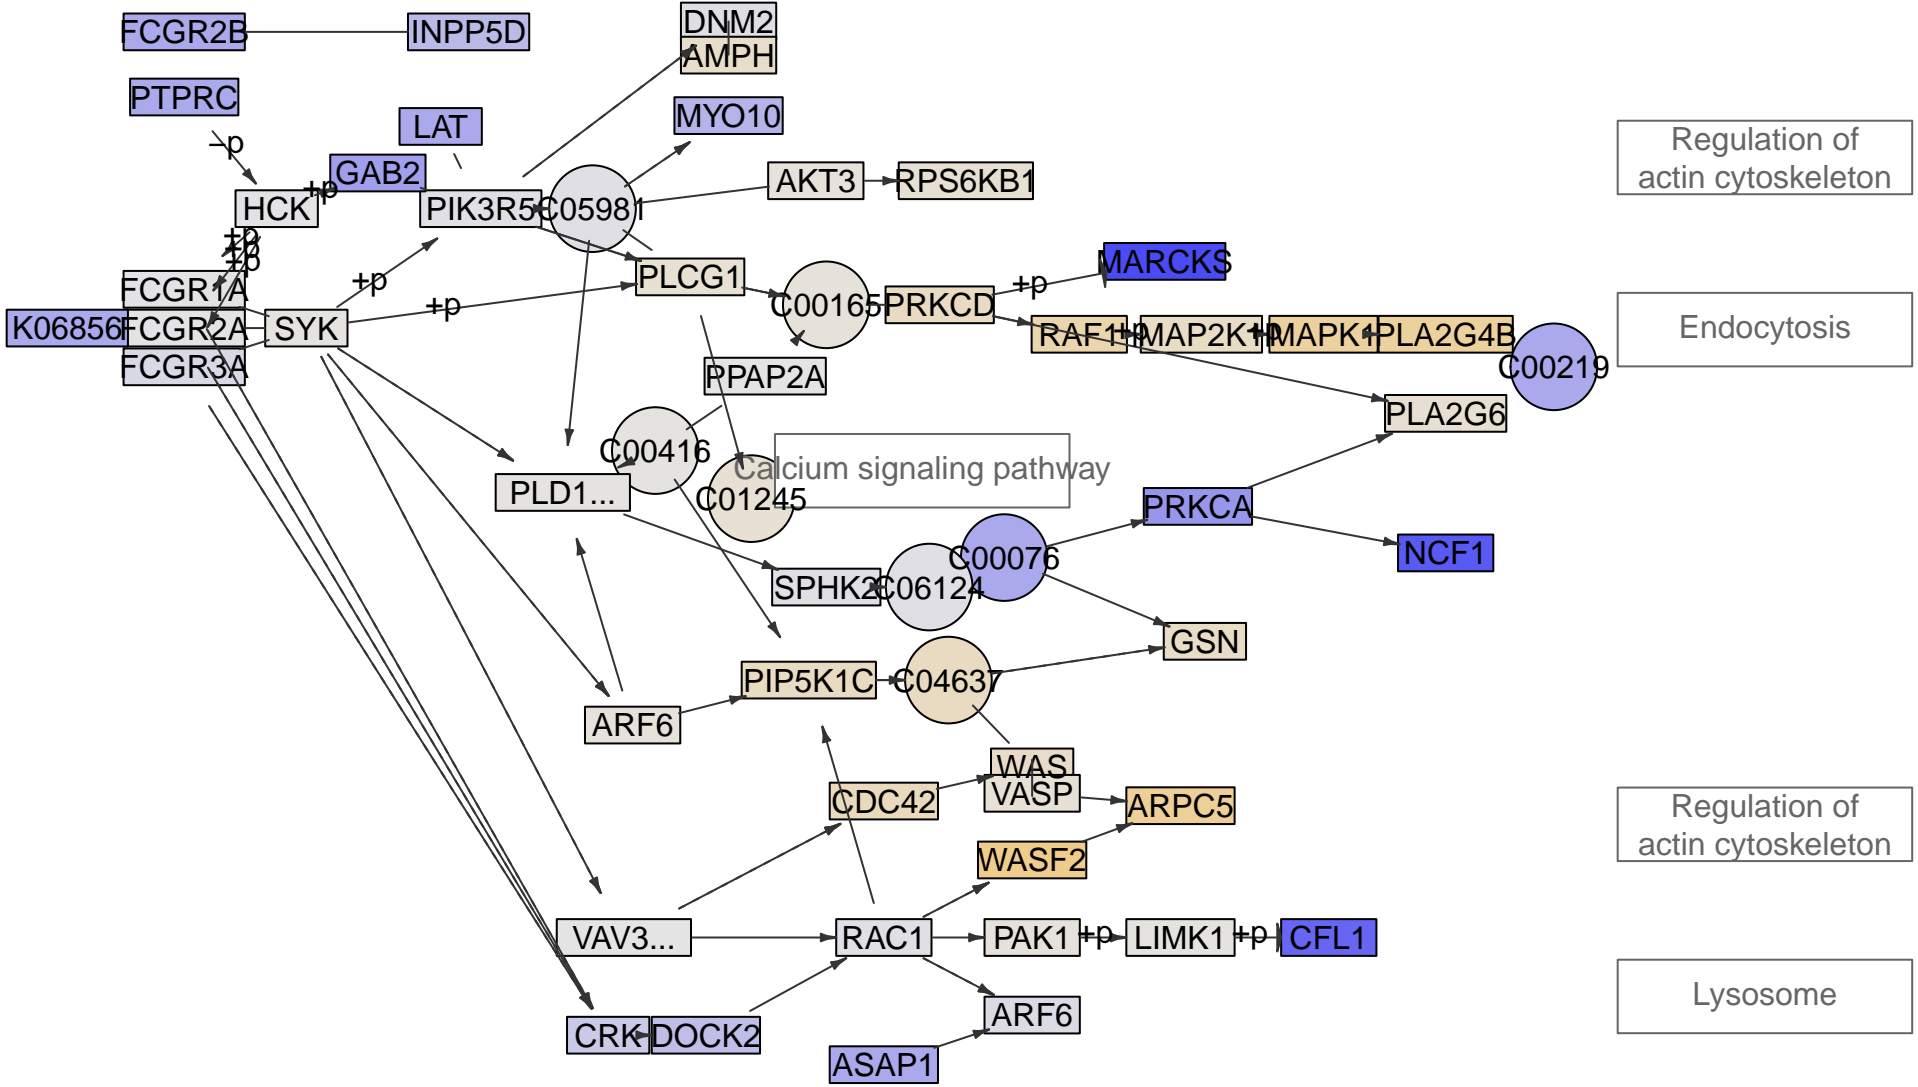 FCGR2B
INPP5D
DNM2
AMPH
PTPRC
LAT
MYO10
-p
GAB2
+p
HCK
PIK3R5
C05981
AKT3
RPS6KB1
Regulation of
actin cytoskeleton
+p
+p
+p
FCGR1A
+p
PLCG1
MARCKS
+p
+p
C00165
PRKCD
K06856
FCGR2A
SYK
RAF1
+p
MAP2K1
+p
MAPK1
PLA2G4B
Endocytosis
FCGR3A
PPAP2A
C00219
PLA2G6
C00416
Calcium signaling pathway
PLD1...
C01245
PRKCA
NCF1
C00076
SPHK2
C06124
GSN
PIP5K1C
C04637
ARF6
WAS
VASP
CDC42
ARPC5
Regulation of
actin cytoskeleton
WASF2
VAV3...
RAC1
PAK1
+p
LIMK1
+p
CFL1
Lysosome
ARF6
CRK
DOCK2
ASAP1